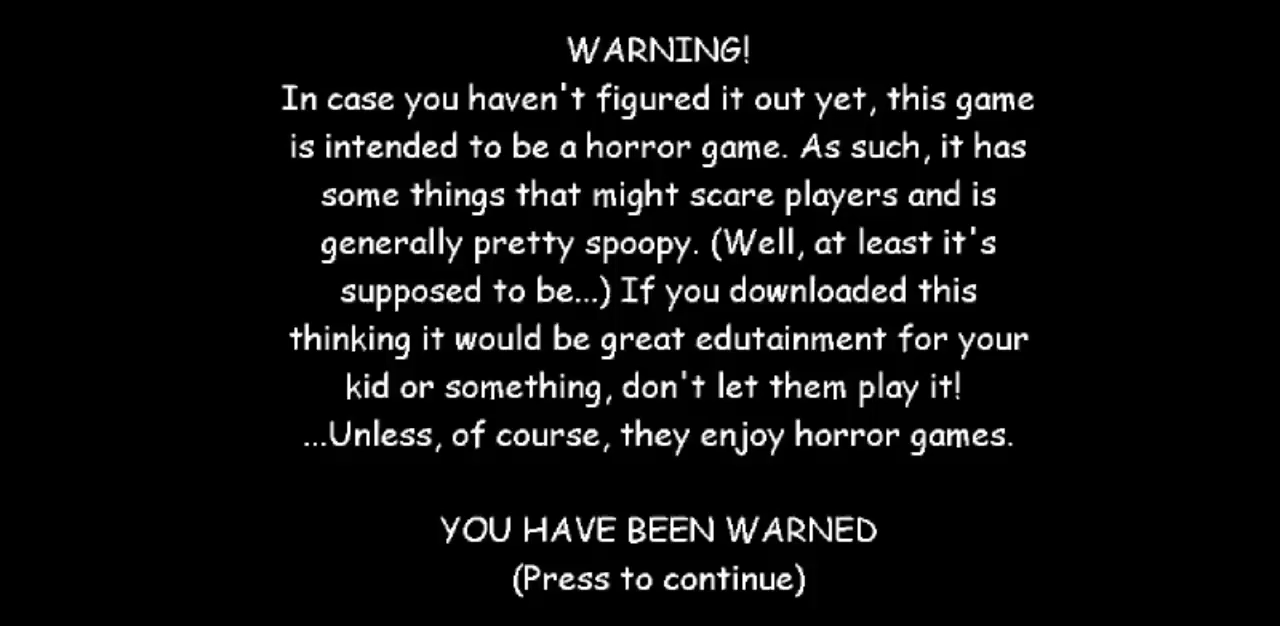 WARNING!
In case you haven't figured it out yet, this game
is intended to be a horror game. As such, it has
some things that might scare players and is
generally pretty spoopy. (Well, at least it's
supposed to be...) If you downloaded this
thinking it would be great edutainment for your
kid or something, don't let them play it!
...Unless, of course, they enjoy horror games.
YOU HAVE BEEN WARNED
(Press to continue)